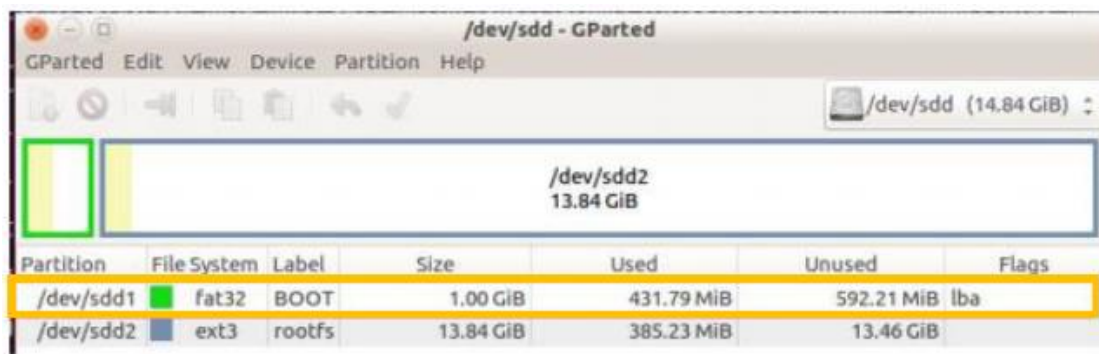 /dev/sdd - GParted
GParted Edit View Device Partition Help
/dev/sdd (14.84 GiB)
/dev/sdd2
13.84 GiB
Partition File System Label Size Used Unused Flags
/dev/sdd1 fat32 BOOT 1.00 GiB 431.79 MiB 592.21 MiB lba
/dev/sdd2 ext3 rootfs 13.84 GiB 385.23 MiB 13.46 GiB